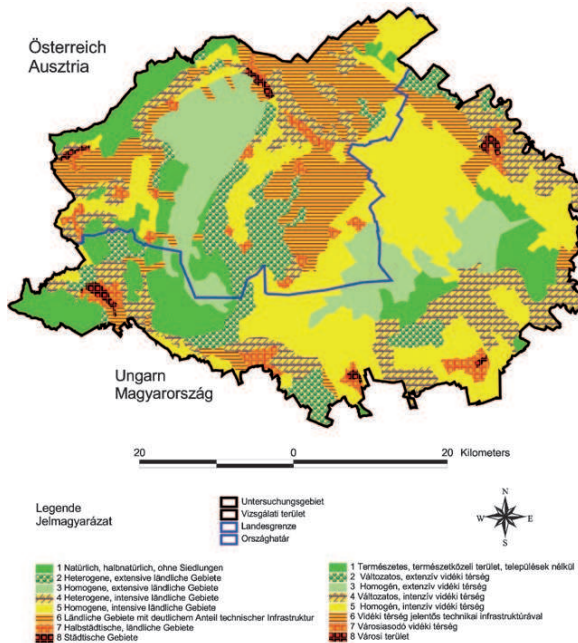 Österreich
Ausztria
Ungarn
Magyarország
20 0 20 Kilometers
Legende
Jelmagyarázat
Untersuchungsgebiet
Vizsgálati terület
Landesgrenze
Országhatár
N
W E
S
1 Natürlich, halbnatürlich, ohne Siedlungen
2 Heterogene, extensive ländliche Gebiete
3 Homogene, extensive ländliche Gebiete
4 Heterogene, intensive ländliche Gebiete
5 Homogene, intensive ländliche Gebiete
6 Ländliche Gebiete mit deutlichem Anteil technischer Infrastruktur
7 Halbstädtische, ländliche Gebiete
8 Städtische Gebiete
1 Természetes, természetközeli terület, települések nélkül
2 Változatos, extenzív vidéki térség
3 Homogén, extenzív vidéki térség
4 Változatos, intenzív vidéki térség
5 Homogén, intenzív vidéki térség
6 Vidéki térség jelentős technikai infrastruktúrával
7 Városiasodó vidéki térség
8 Városi terület